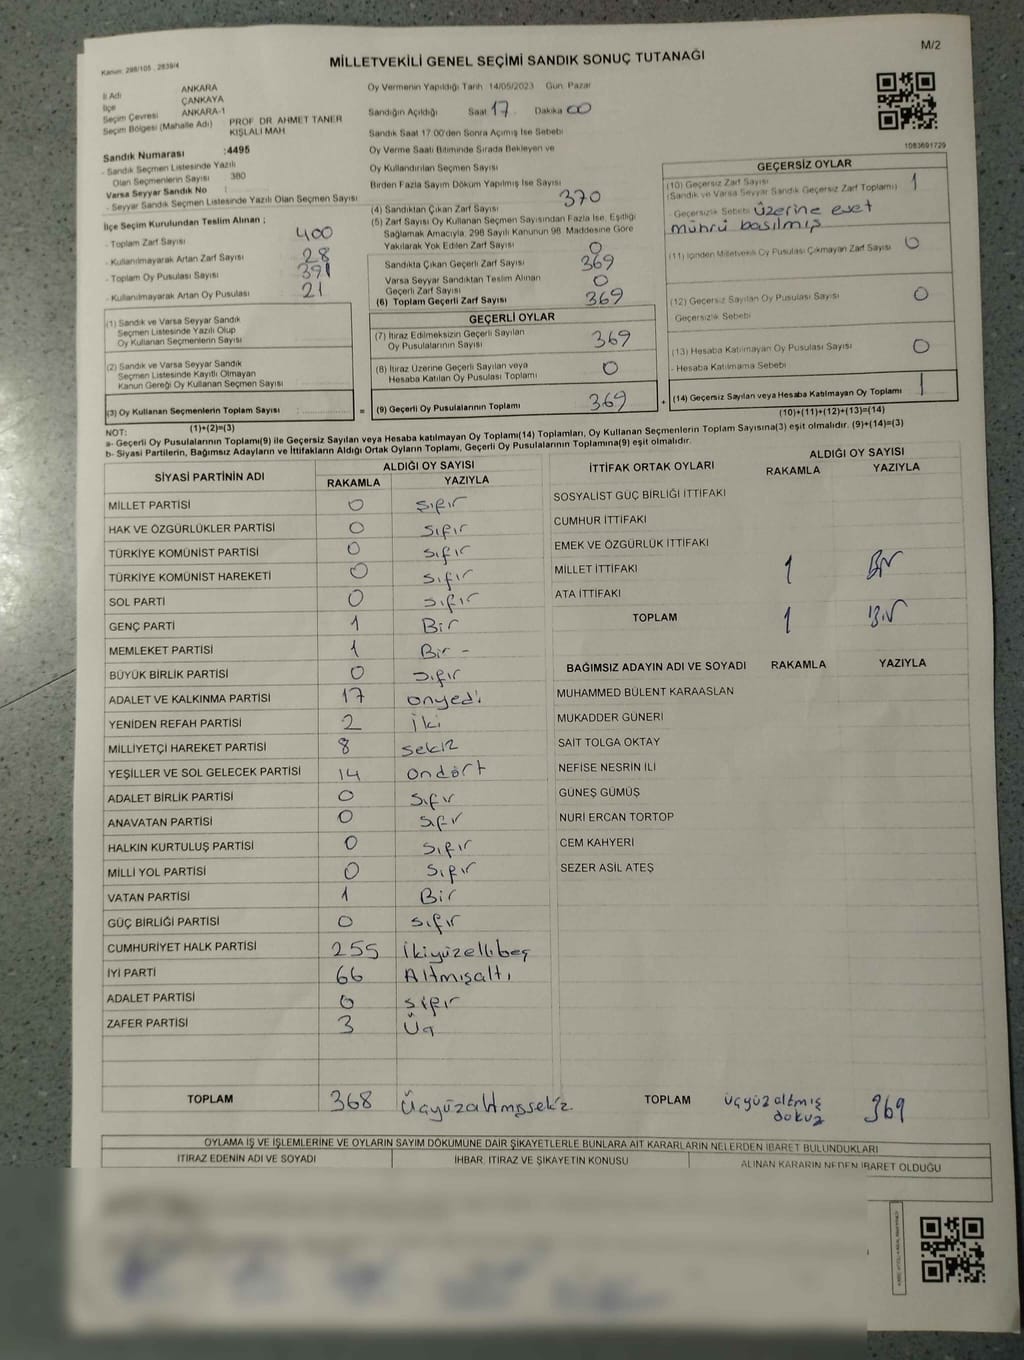 M/2
Kanun: 298/105, 2839/4
MİLLETVEKİLİ GENEL SEÇİMİ SANDIK SONUÇ TUTANAĞI
İl Adı ANKARA
İlçe ÇANKAYA
Seçim Çevresi ANKARA-1
Seçim Bölgesi (Mahalle Adı) PROF. DR. AHMET TANER KIŞLALI MAH
Sandık Numarası :4495
- Sandık Seçmen Listesinde Yazılı
Olan Seçmenlerin Sayısı 380
Varsa Seyyar Sandık No :
- Seyyar Sandık Listesinde Yazılı Olan Seçmen Sayısı
İlçe Seçim Kurulundan Teslim Alınan ;
- Toplam Zarf Sayısı 400
- Kullanılmayarak Artan Zarf Sayısı 28
- Toplam Oy Pusulası Sayısı 391
- Kullanılmayarak Artan Oy Pusulası 21
(1) Sandık ve Varsa Seyyar Sandık
Seçmen Listesinde Yazılı Olup
Oy Kullanan Seçmenlerin Sayısı
(2) Sandık ve Varsa Seyyar Sandık
Seçmen Listesinde Kayıtlı Olmayan
Kanun Gereği Oy Kullanan Seçmen Sayısı
(3) Oy Kullanan Seçmenlerin Toplam Sayısı :
(1)+(2)=(3)
Oy Vermenin Yapıldığı Tarih 14/05/2023 Gün Pazar
Sandığın Açıldığı Saat 17 Dakika 00
Sandık Saat 17.00'den Sonra Açımış İse Sebebi
Oy Verme Saati Bitiminde Sırada Bekleyen ve
Oy Kullandırılan Seçmen Sayısı
Birden Fazla Sayım Döküm Yapılmış İse Sayısı
(4) Sandıktan Çıkan Zarf Sayısı 370
(5) Zarf Sayısı Oy Kullanan Seçmen Sayısından Fazla İse, Eşitliği
Sağlamak Amacıyla, 298 Sayılı Kanunun 98. Maddesine Göre
Yakılarak Yok Edilen Zarf Sayısı 0
Sandıkta Çıkan Geçerli Zarf Sayısı 369
Varsa Seyyar Sandıktan Teslim Alınan
Geçerli Zarf Sayısı 0
(6) Toplam Geçerli Zarf Sayısı 369
GEÇERLİ OYLAR
(7) İtiraz Edilmeksizin Geçerli Sayılan
Oy Pusulalarının Sayısı 369
(8) İtiraz Üzerine Geçerli Sayılan veya
Hesaba Katılan Oy Pusulası Toplamı 0
= (9) Geçerli Oy Pusulalarının Toplamı 369 +
1083691729
GEÇERSİZ OYLAR
(10) Geçersiz Zarf Sayısı
(Sandık ve Varsa Seyyar Sandık Geçersiz Zarf Toplamı) 1
Geçersizlik Sebebi üzerine evet
mührü basılmış
(11) İçinden Milletvekili Oy Pusulası Çıkmayan Zarf Sayısı 0
(12) Geçersiz Sayılan Oy Pusulası Sayısı 0
Geçersizlik Sebebi
(13) Hesaba Katılmayan Oy Pusulası Sayısı 0
- Hesaba Katılmama Sebebi
(14) Geçersiz Sayılan veya Hesaba Katılmayan Oy Toplamı 1
(10)+(11)+(12)+(13)=(14)
NOT:
a- Geçerli Oy Pusulalarının Toplamı(9) ile Geçersiz Sayılan veya Hesaba katılmayan Oy Toplamı(14) Toplamları, Oy Kullanan Seçmenlerin Toplam Sayısına(3) eşit olmalıdır. (9)+(14)=(3)
b- Siyasi Partilerin, Bağımsız Adayların ve İttifakların Aldığı Ortak Oyların Toplamı, Geçerli Oy Pusulalarının Toplamına(9) eşit olmalıdır.
SİYASİ PARTİNİN ADI ALDIĞI OY SAYISI
RAKAMLA YAZIYLA
MİLLET PARTİSİ 0 sıfır
HAK VE ÖZGÜRLÜKLER PARTİSİ 0 sıfır
TÜRKİYE KOMÜNİST PARTİSİ 0 sıfır
TÜRKİYE KOMÜNİST HAREKETİ 0 sıfır
SOL PARTİ 0 sıfır
GENÇ PARTİ 1 Bir
MEMLEKET PARTİSİ 1 Bir -
BÜYÜK BİRLİK PARTİSİ 0 sıfır
ADALET VE KALKINMA PARTİSİ 17 onyedi
YENİDEN REFAH PARTİSİ 2 iki
MİLLİYETÇİ HAREKET PARTİSİ 8 sekiz
YEŞİLLER VE SOL GELECEK PARTİSİ 14 ondört
ADALET BİRLİK PARTİSİ 0 sıfır
ANAVATAN PARTİSİ 0 sıfır
HALKIN KURTULUŞ PARTİSİ 0 sıfır
MİLLİ YOL PARTİSİ 0 sıfır
VATAN PARTİSİ 1 Bir
GÜÇ BİRLİĞİ PARTİSİ 0 sıfır
CUMHURİYET HALK PARTİSİ 255 ikiyüzellibeş
İYİ PARTİ 66 Altmışaltı
ADALET PARTİSİ 0 sıfır
ZAFER PARTİSİ 3 Üç
TOPLAM 368 Üçyüzaltmışsekiz
İTTİFAK ORTAK OYLARI ALDIĞI OY SAYISI
RAKAMLA YAZIYLA
SOSYALİST GÜÇ BİRLİĞİ İTTİFAKI
CUMHUR İTTİFAKI
EMEK VE ÖZGÜRLÜK İTTİFAKI
MİLLET İTTİFAKI 1 Bir
ATA İTTİFAKI
TOPLAM 1 Bir
BAĞIMSIZ ADAYIN ADI VE SOYADI RAKAMLA YAZIYLA
MUHAMMED BÜLENT KARAASLAN
MUKADDER GÜNERİ
SAİT TOLGA OKTAY
NEFİSE NESRİN İLİ
GÜNEŞ GÜMÜŞ
NURİ ERCAN TORTOP
CEM KAHYERİ
SEZER ASİL ATEŞ
TOPLAM üçyüzaltmış
dokuz 369
OYLAMA İŞ VE İŞLEMLERİNE VE OYLARIN SAYIM DÖKÜMÜNE DAİR ŞİKAYETLERLE BUNLARA AİT KARARLARIN NELERDEN İBARET BULUNDUKLARI
İTİRAZ EDENİN ADI VE SOYADI İHBAR, İTİRAZ VE ŞİKAYETİN KONUSU ALINAN KARARIN NEDEN İBARET OLDUĞU